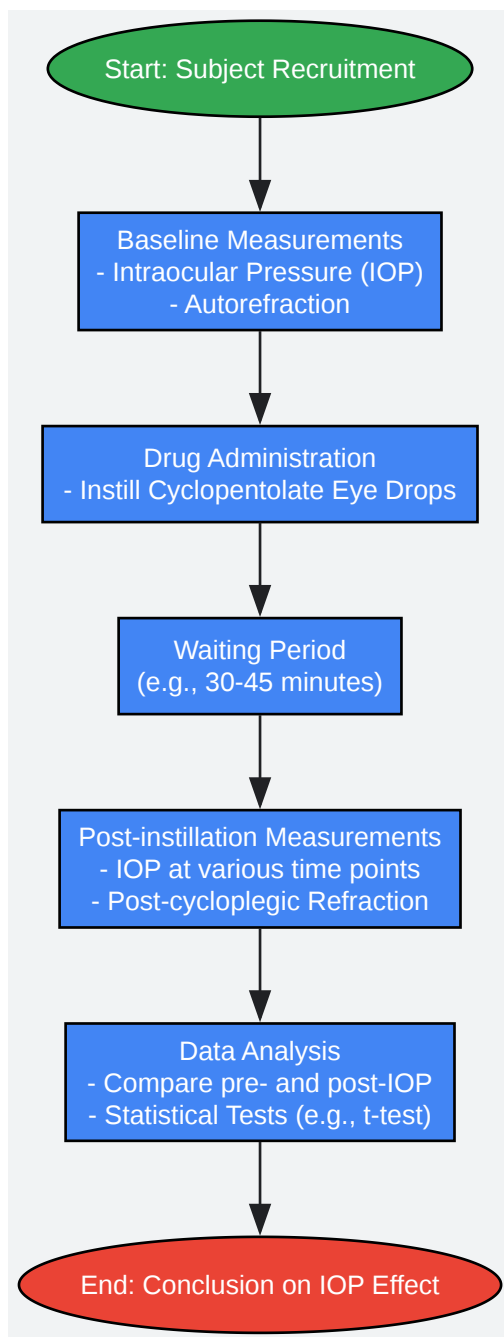 Start: Subject Recruitment
Baseline Measurements
- Intraocular Pressure (IOP)
- Autorefraction
Drug Administration
- Instill Cyclopentolate Eye Drops
Waiting Period
(e.g., 30-45 minutes)
Post-instillation Measurements
- IOP at various time points
- Post-cycloplegic Refraction
Data Analysis
- Compare pre- and post-IOP
- Statistical Tests (e.g., t-test)
End: Conclusion on IOP Effect